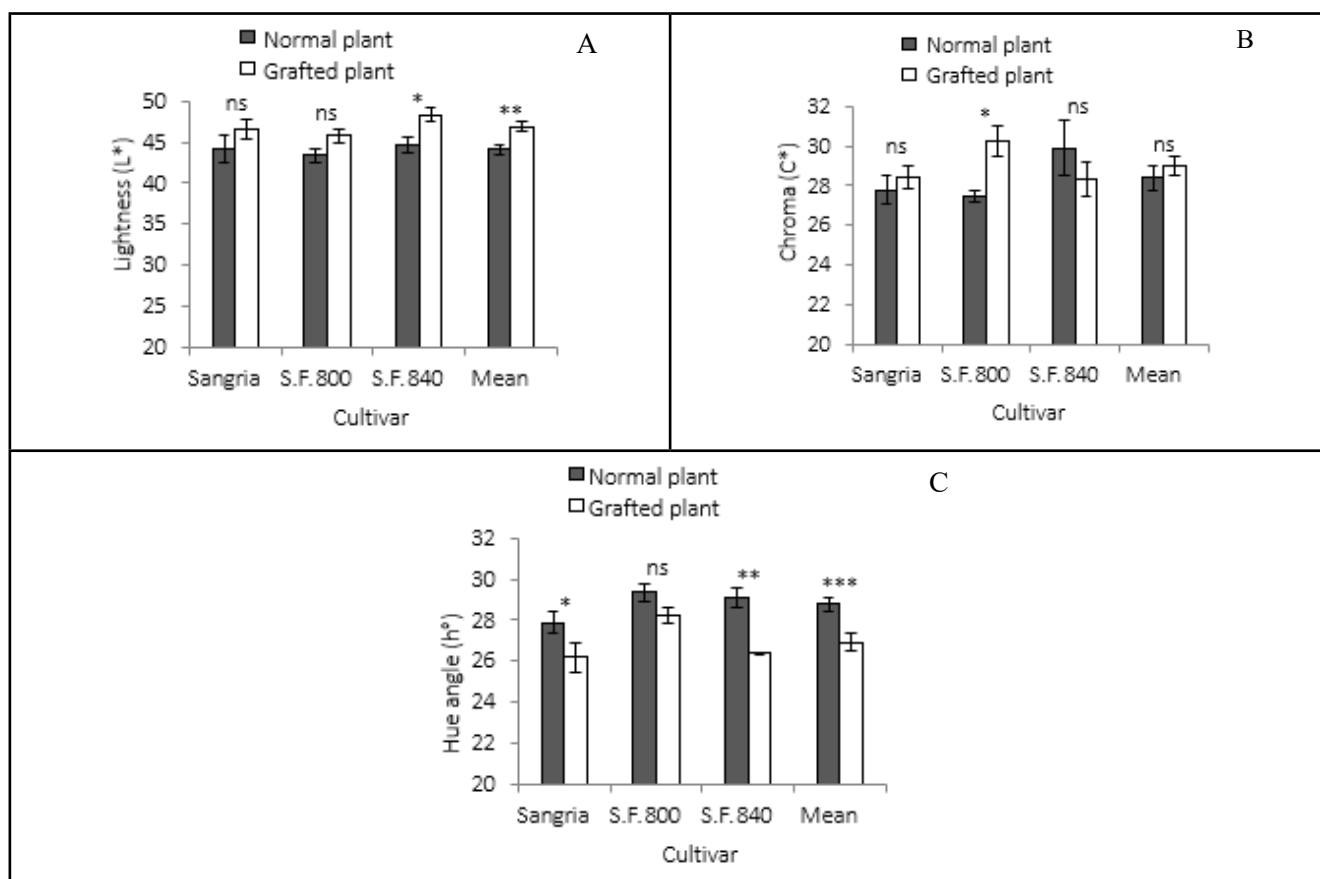 Normal plant
Grafted plant
A
50
45
40
35
30
25
20
Lightness (L*)
ns
ns
*
**
Sangria S.F. 800 S.F. 840 Mean
Cultivar
Normal plant
Grafted plant
B
32
30
28
26
24
22
20
Chroma (C*)
ns
*
ns
ns
Sangria S.F. 800 S.F. 840 Mean
Cultivar
Normal plant
Grafted plant
C
32
30
28
26
24
22
20
Hue angle (h°)
*
ns
**
***
Sangria S.F. 800 S.F. 840 Mean
Cultivar